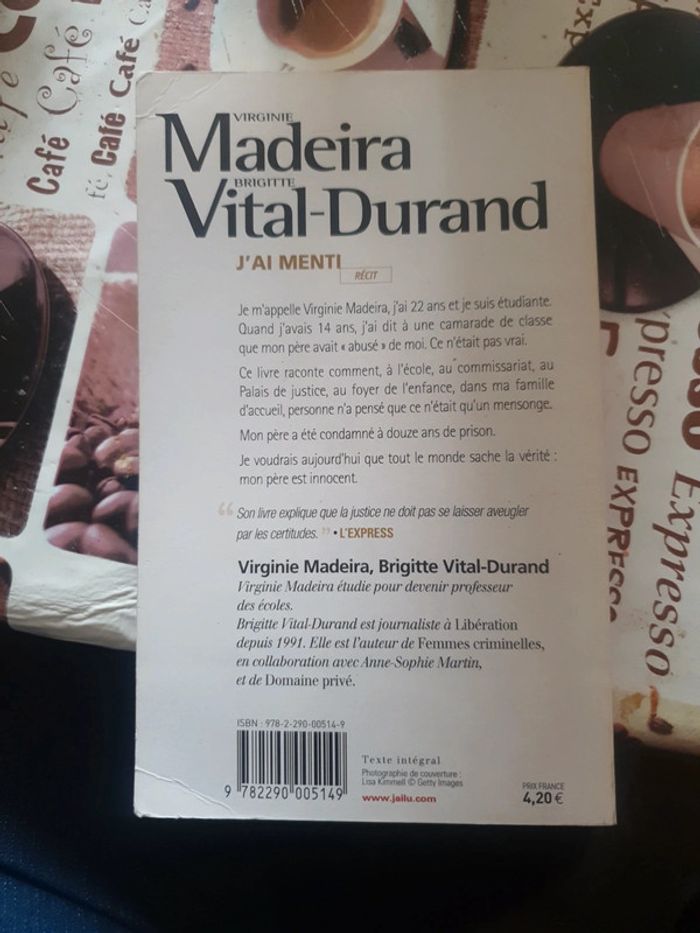 Café
Café
Café Café
Café
VIRGINIE
Madeira
BRIGITTE
Vital-Durand
J'AI MENTI
RÉCIT
Je m'appelle Virginie Madeira, j'ai 22 ans et je suis étudiante.
Quand j'avais 14 ans, j'ai dit à une camarade de classe
que mon père avait « abusé » de moi. Ce n'était pas vrai.
Ce livre raconte comment, à l'école, au commissariat, au
Palais de justice, au foyer de l'enfance, dans ma famille
d'accueil, personne n'a pensé que ce n'était qu'un mensonge.
Mon père a été condamné à douze ans de prison.
Je voudrais aujourd'hui que tout le monde sache la vérité :
mon père est innocent.
“ Son livre explique que la justice ne doit pas se laisser aveugler
par les certitudes. ” • L'EXPRESS
Virginie Madeira, Brigitte Vital-Durand
Virginie Madeira étudie pour devenir professeur
des écoles.
Brigitte Vital-Durand est journaliste à Libération
depuis 1991. Elle est l'auteur de Femmes criminelles,
en collaboration avec Anne-Sophie Martin,
et de Domaine privé.
ISBN : 978-2-290-00514-9
9 782290 005149
Texte intégral
Photographie de couverture :
Lisa Kimmell © Getty Images
www.jailu.com
PRIX FRANCE
4,20 €
presso
EXPRESS
Expresso